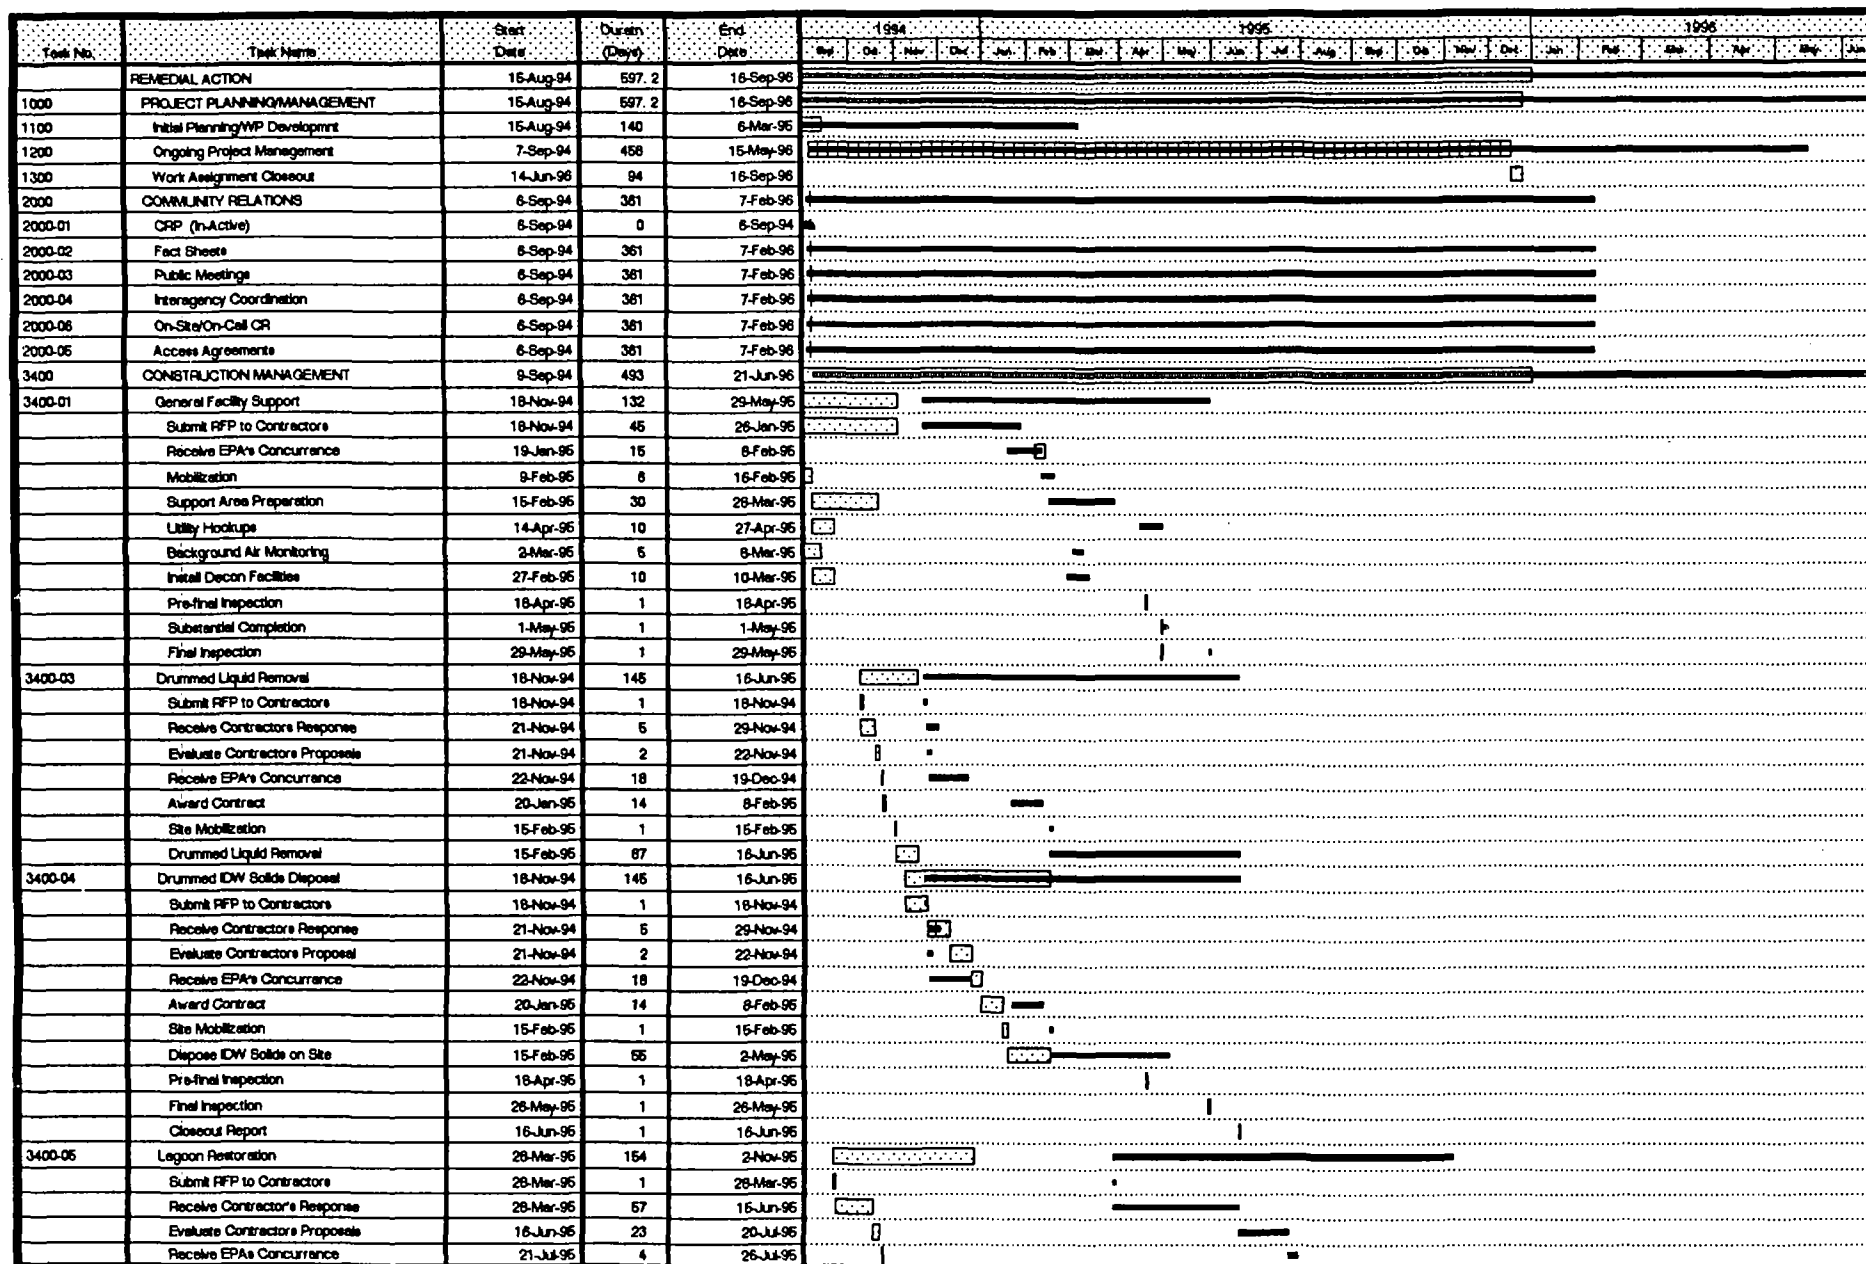 1994 1995 1996
Task No. Task Name Start Date Duratn (Days) End Date Sep Oct Nov Dec Jan Feb Mar Apr May Jun Jul Aug Sep Oct Nov Dec Jan Feb Mar Apr May Jun
REMEDIAL ACTION 15-Aug-94 597.2 16-Sep-96
1000 PROJECT PLANNING/MANAGEMENT 15-Aug-94 597.2 16-Sep-96
1100 Initial Planning/WP Developmnt 15-Aug-94 140 6-Mar-95
1200 Ongoing Project Management 7-Sep-94 458 15-May-96
1300 Work Assignment Closeout 14-Jun-96 94 16-Sep-96
2000 COMMUNITY RELATIONS 6-Sep-94 361 7-Feb-96
2000-01 CRP (In-Active) 6-Sep-94 0 6-Sep-94
2000-02 Fact Sheets 6-Sep-94 361 7-Feb-96
2000-03 Public Meetings 6-Sep-94 361 7-Feb-96
2000-04 Interagency Coordination 6-Sep-94 361 7-Feb-96
2000-06 On-Site/On-Call CR 6-Sep-94 361 7-Feb-96
2000-05 Access Agreements 6-Sep-94 361 7-Feb-96
3400 CONSTRUCTION MANAGEMENT 9-Sep-94 493 21-Jun-96
3400-01 General Facility Support 18-Nov-94 132 29-May-95
Submit RFP to Contractors 18-Nov-94 45 26-Jan-95
Receive EPA's Concurrence 19-Jan-95 15 8-Feb-95
Mobilization 9-Feb-95 6 16-Feb-95
Support Area Preparation 15-Feb-95 30 28-Mar-95
Utility Hookups 14-Apr-95 10 27-Apr-95
Background Air Monitoring 2-Mar-95 5 8-Mar-95
Install Decon Facilities 27-Feb-95 10 10-Mar-95
Pre-final Inspection 18-Apr-95 1 18-Apr-95
Substantial Completion 1-May-95 1 1-May-95
Final Inspection 29-May-95 1 29-May-95
3400-03 Drummed Liquid Removal 18-Nov-94 145 16-Jun-95
Submit RFP to Contractors 18-Nov-94 1 18-Nov-94
Receive Contractors Response 21-Nov-94 5 29-Nov-94
Evaluate Contractors Proposals 21-Nov-94 2 22-Nov-94
Receive EPA's Concurrance 22-Nov-94 18 19-Dec-94
Award Contract 20-Jan-95 14 8-Feb-95
Site Mobilization 15-Feb-95 1 15-Feb-95
Drummed Liquid Removal 15-Feb-95 87 16-Jun-95
3400-04 Drummed IDW Solids Disposal 18-Nov-94 145 16-Jun-95
Submit RFP to Contractors 18-Nov-94 1 18-Nov-94
Receive Contractors Response 21-Nov-94 5 29-Nov-94
Evaluate Contractors Proposal 21-Nov-94 2 22-Nov-94
Receive EPA's Concurrance 22-Nov-94 18 19-Dec-94
Award Contract 20-Jan-95 14 8-Feb-95
Site Mobilization 15-Feb-95 1 15-Feb-95
Dispose IDW Solids on Site 15-Feb-95 55 2-May-95
Pre-final Inspection 18-Apr-95 1 18-Apr-95
Final Inspection 26-May-95 1 26-May-95
Closeout Report 16-Jun-95 1 16-Jun-95
3400-05 Lagoon Restoration 28-Mar-95 154 2-Nov-95
Submit RFP to Contractors 28-Mar-95 1 28-Mar-95
Receive Contractor's Response 28-Mar-95 57 15-Jun-95
Evaluate Contractors Proposals 16-Jun-95 23 20-Jul-95
Receive EPAs Concurrance 21-Jul-95 4 26-Jul-95